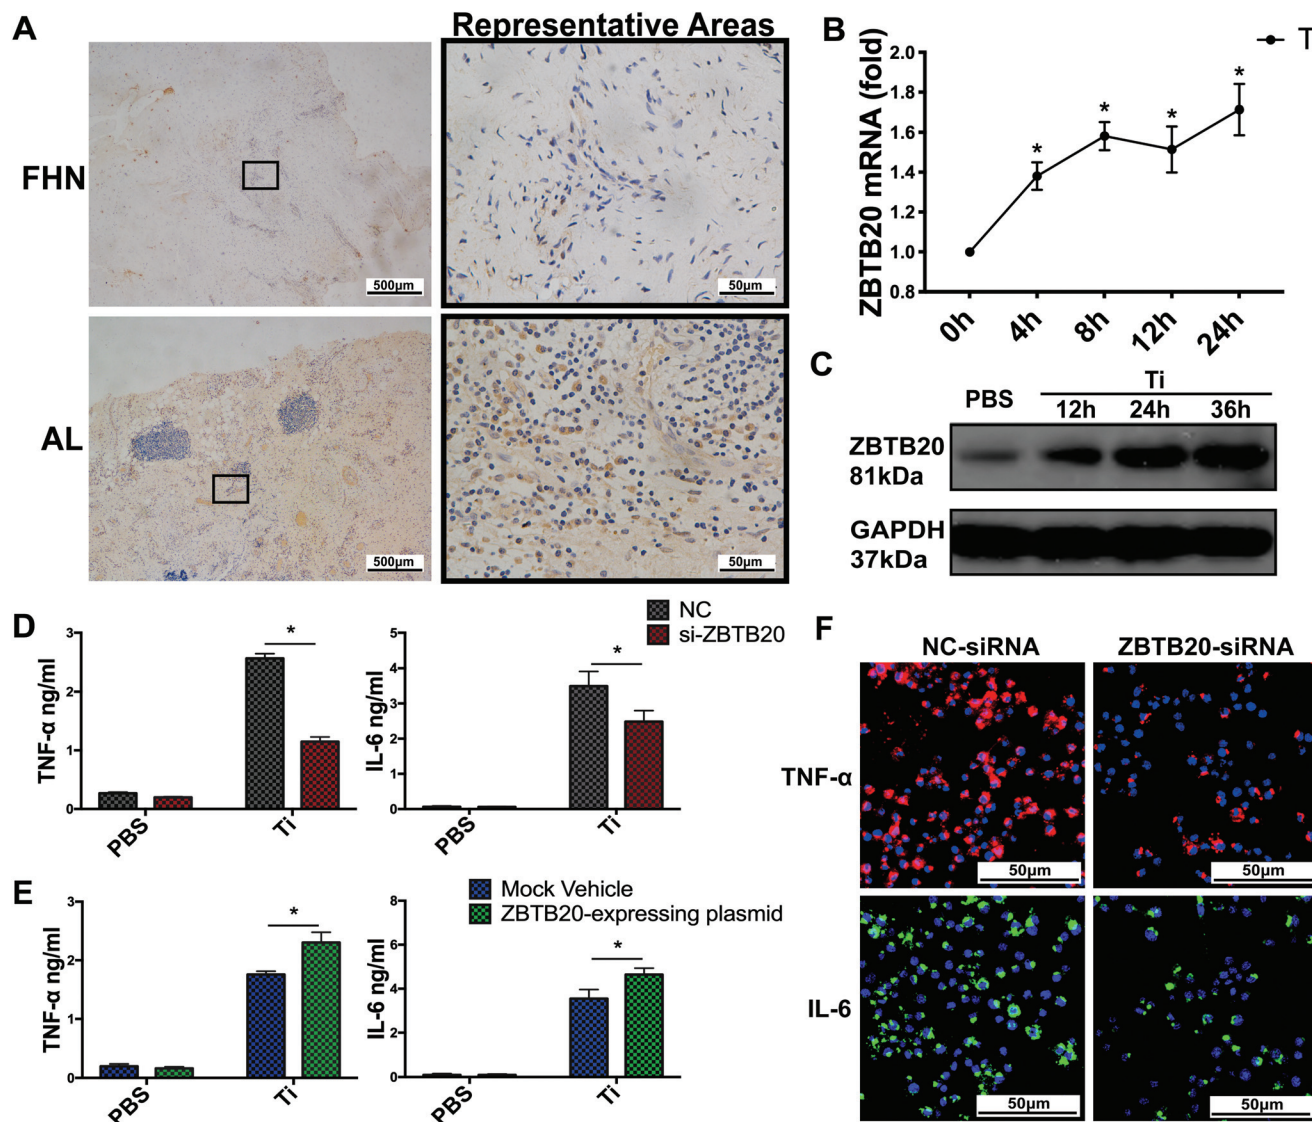 A
Representative Areas
FHN
500µm
50µm
AL
500µm
50µm
B
ZBTB20 mRNA (fold)
2.0
1.8
1.6
1.4
1.2
1.0
0.8
* * * *
0h 4h 8h 12h 24h
T
C
PBS
Ti
12h 24h 36h
ZBTB20
81kDa
GAPDH
37kDa
D
NC
si-ZBTB20
TNF-α ng/ml
3
2
1
0
*
PBS Ti
IL-6 ng/ml
5
4
3
2
1
0
*
PBS Ti
E
Mock Vehicle
ZBTB20-expressing plasmid
TNF-α ng/ml
3
2
1
0
*
PBS Ti
IL-6 ng/ml
8
6
4
2
0
*
PBS Ti
F
NC-siRNA ZBTB20-siRNA
TNF-α
50µm 50µm
IL-6
50µm 50µm